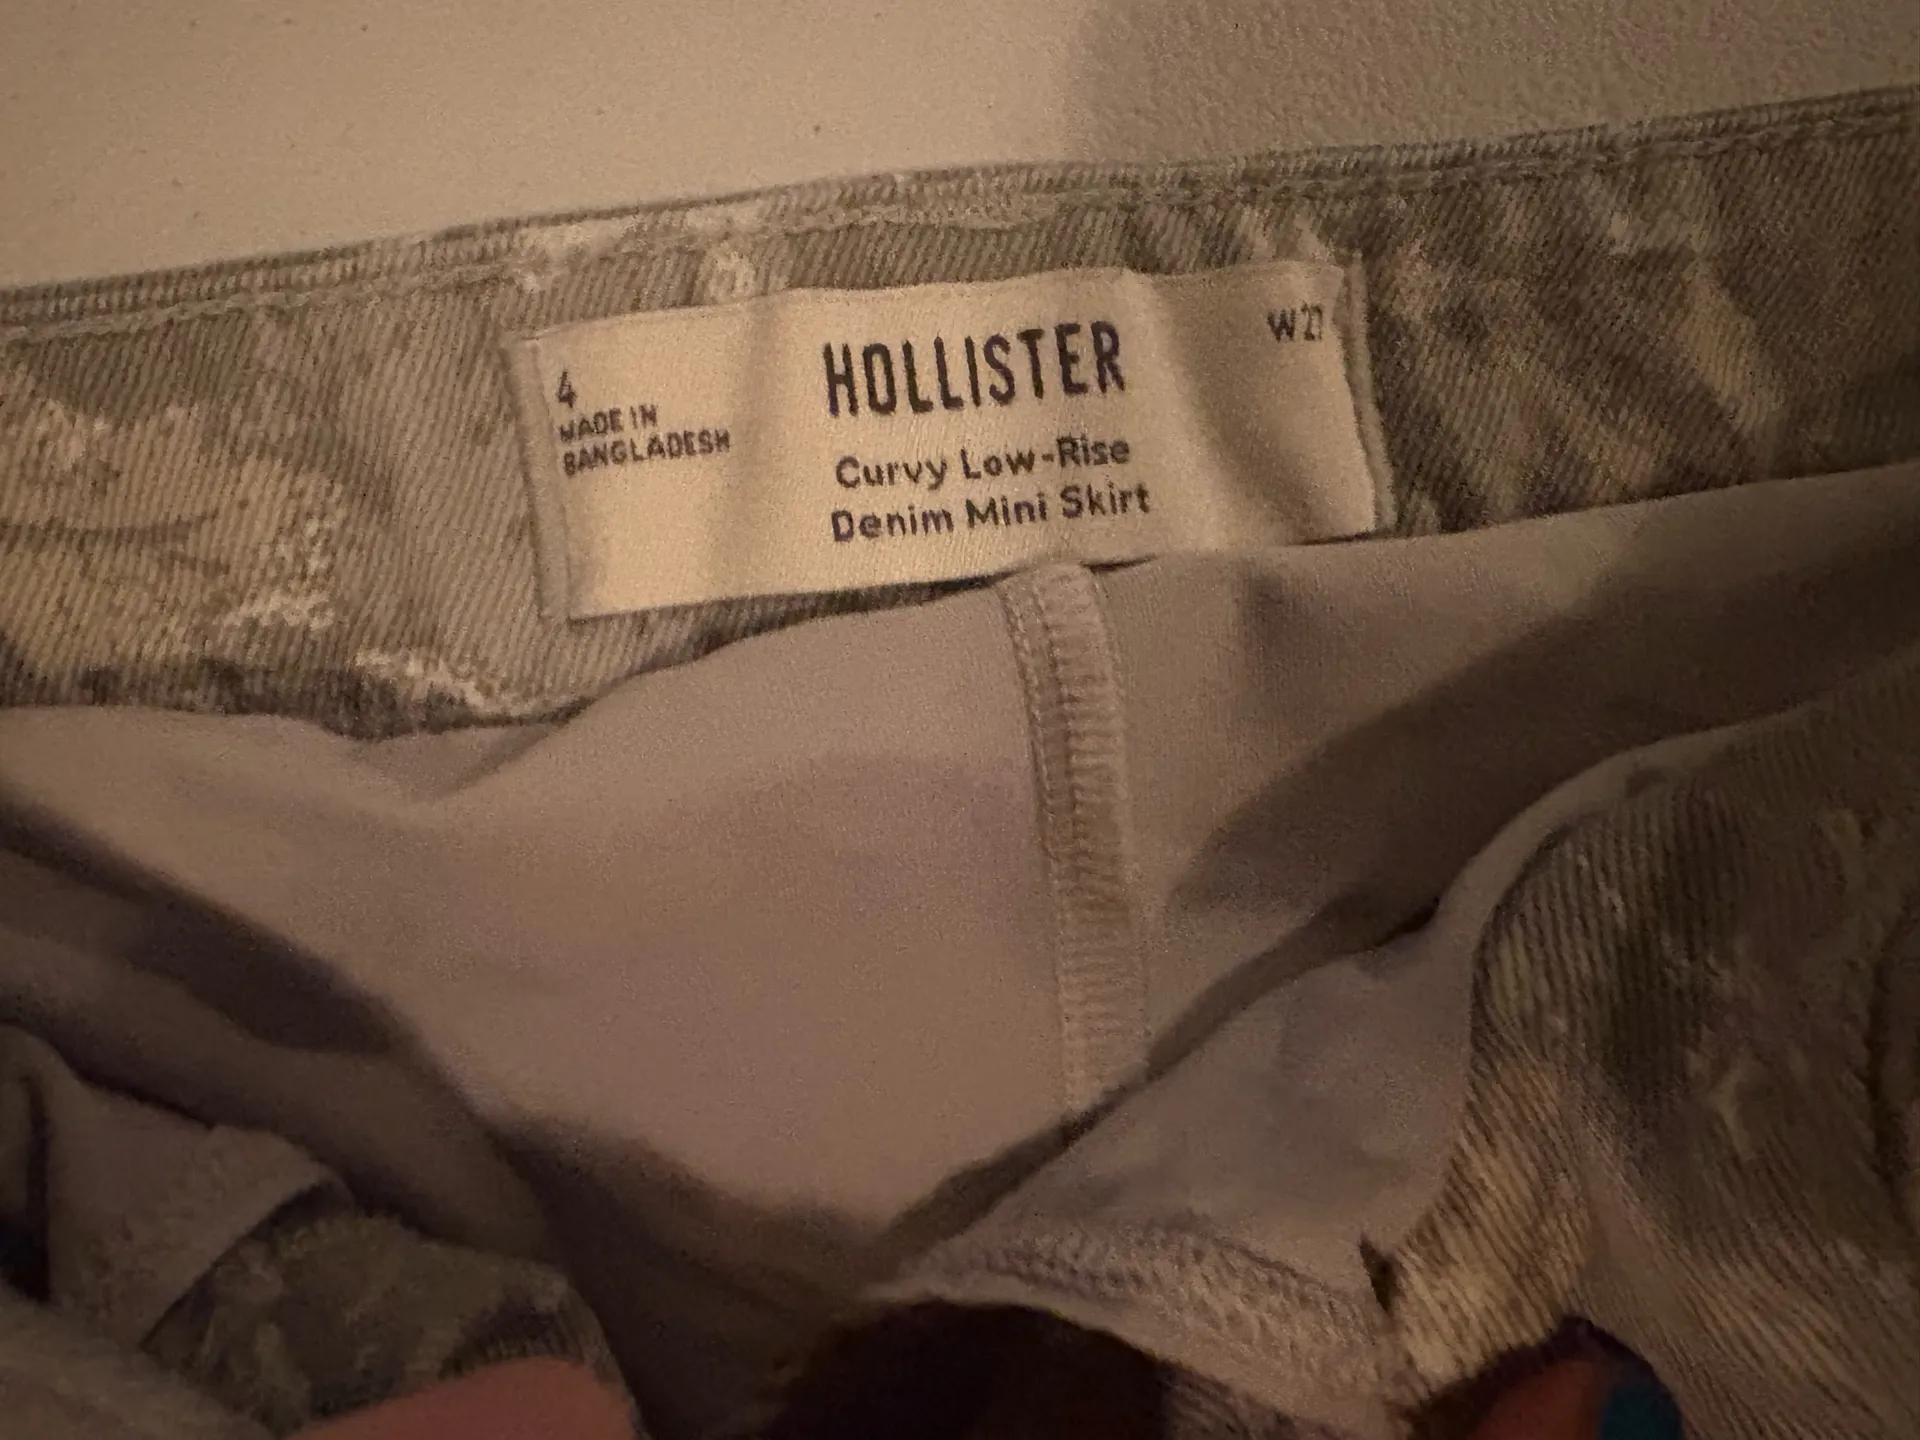 4
MADE IN
BANGLADESH
HOLLISTER
Curvy Low-Rise
Denim Mini Skirt
W27